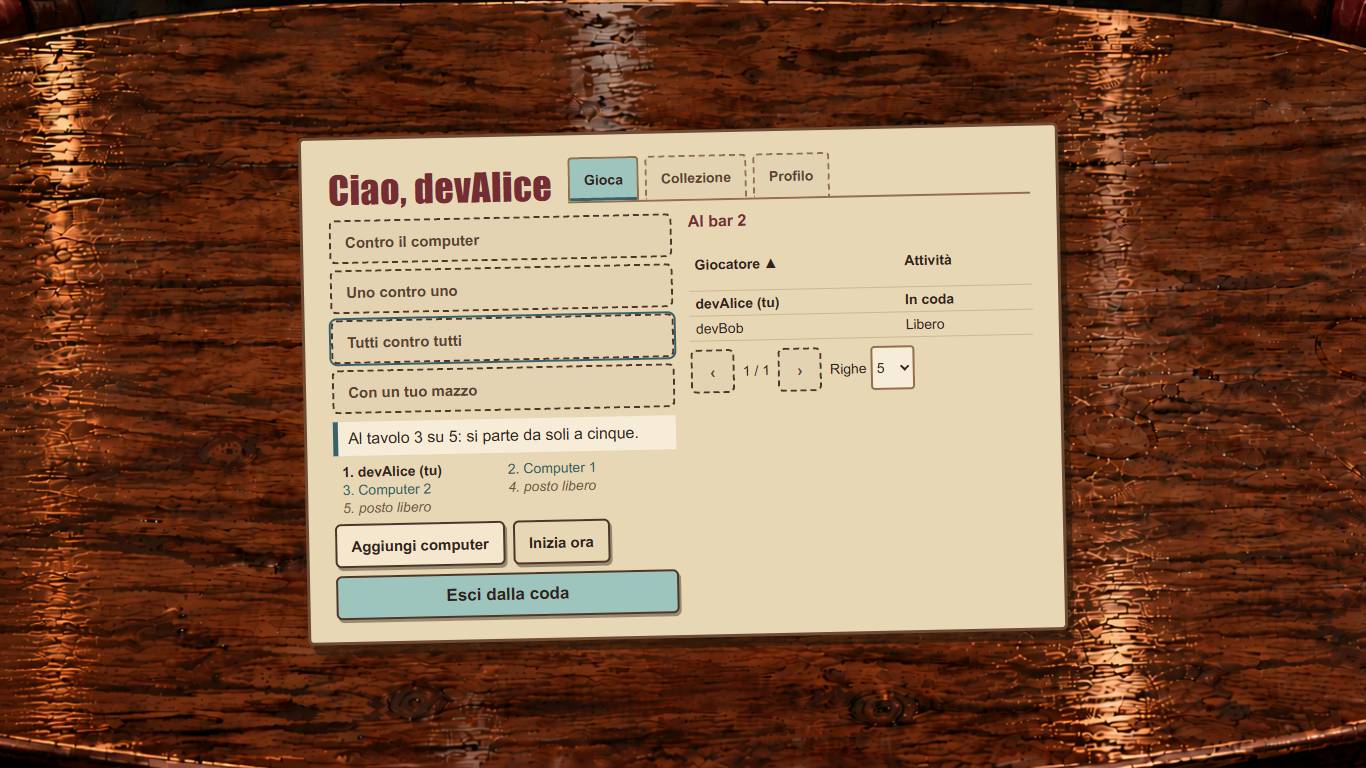 Ciao, devAlice
Gioca
Collezione
Profilo
Contro il computer
Uno contro uno
Tutti contro tutti
Con un tuo mazzo
Al tavolo 3 su 5: si parte da soli a cinque.
1. devAlice (tu)
2. Computer 1
3. Computer 2
4. posto libero
5. posto libero
Aggiungi computer
Inizia ora
Esci dalla coda
Al bar 2
Giocatore ▲ Attività
devAlice (tu) In coda
devBob Libero
‹ 1 / 1 › Righe 5